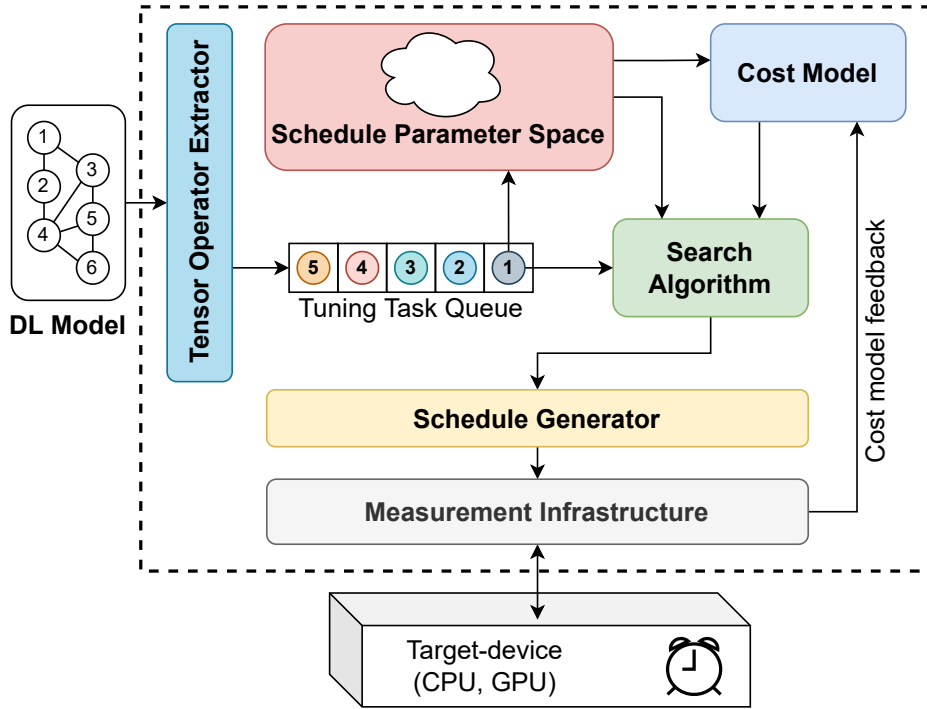 1
2
3
4
5
6
DL Model
Tensor Operator Extractor
Schedule Parameter Space
Cost Model
5 4 3 2 1
Tuning Task Queue
Search
Algorithm
Cost model feedback
Schedule Generator
Measurement Infrastructure
Target-device
(CPU, GPU)